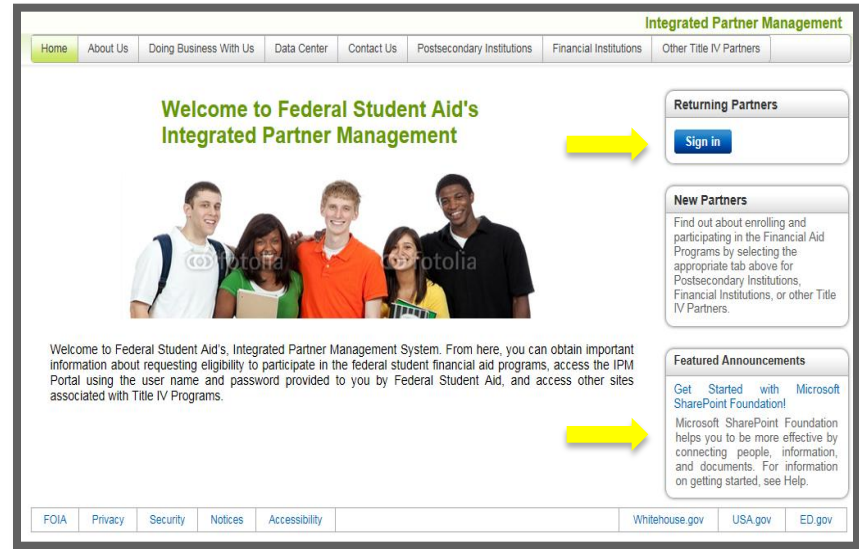 Integrated Partner Management
Home About Us Doing Business With Us Data Center Contact Us Postsecondary Institutions Financial Institutions Other Title IV Partners
Welcome to Federal Student Aid's
Integrated Partner Management
fotolia
fotolia
Welcome to Federal Student Aid's, Integrated Partner Management System. From here, you can obtain important
information about requesting eligibility to participate in the federal student financial aid programs, access the IPM
Portal using the user name and password provided to you by Federal Student Aid, and access other sites
associated with Title IV Programs.
Returning Partners
Sign in
New Partners
Find out about enrolling and
participating in the Financial Aid
Programs by selecting the
appropriate tab above for
Postsecondary Institutions,
Financial Institutions, or other Title
IV Partners.
Featured Announcements
Get Started with Microsoft
SharePoint Foundation!
Microsoft SharePoint Foundation
helps you to be more effective by
connecting people, information,
and documents. For information
on getting started, see Help.
FOIA Privacy Security Notices Accessibility Whitehouse.gov USA.gov ED.gov